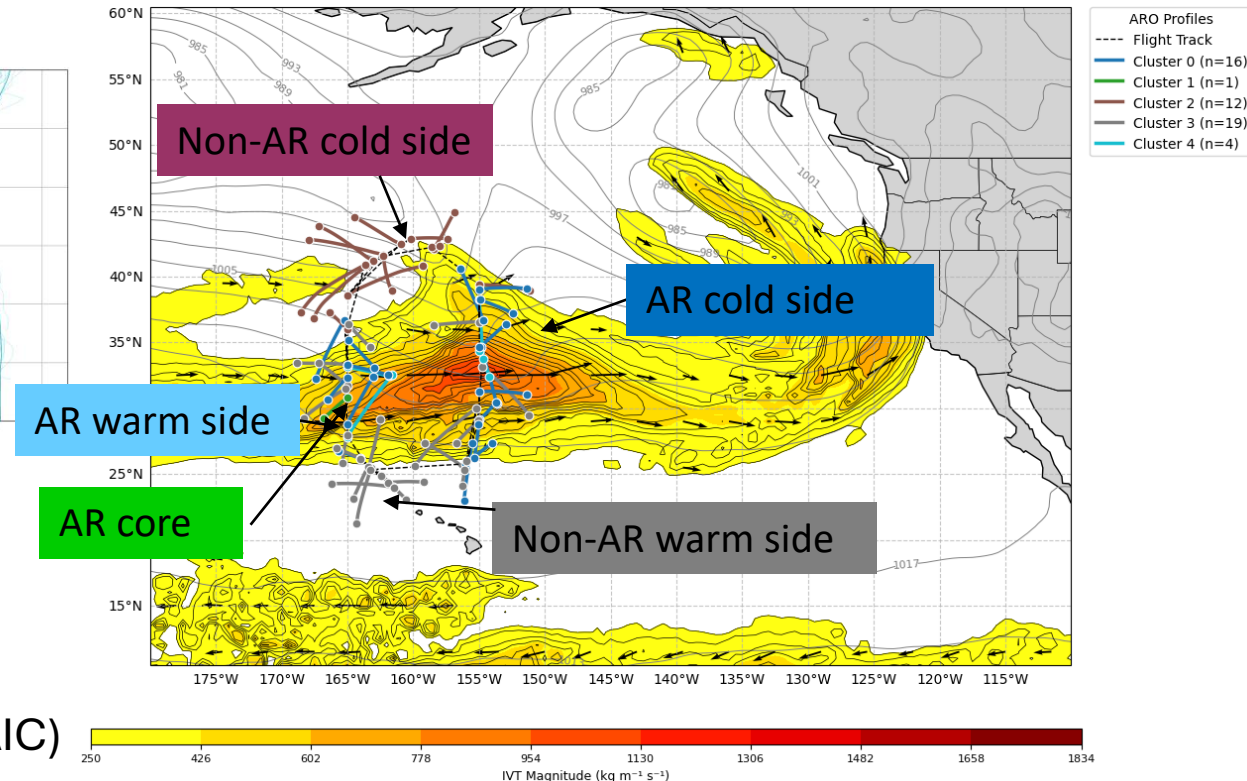 60°N
55°N
50°N
45°N
40°N
35°N
25°N
15°N
175°W
170°W
165°W
160°W
155°W
150°W
145°W
140°W
135°W
130°W
125°W
120°W
115°W
985
981
993
989
985
1001
997
993
985
989
1005
1017
Non-AR cold side
AR cold side
AR warm side
AR core
Non-AR warm side
ARO Profiles
Flight Track
Cluster 0 (n=16)
Cluster 1 (n=1)
Cluster 2 (n=12)
Cluster 3 (n=19)
Cluster 4 (n=4)
IC)
250
426
602
778
954
1130
1306
1482
1658
1834
IVT Magnitude (kg m⁻¹ s⁻¹)